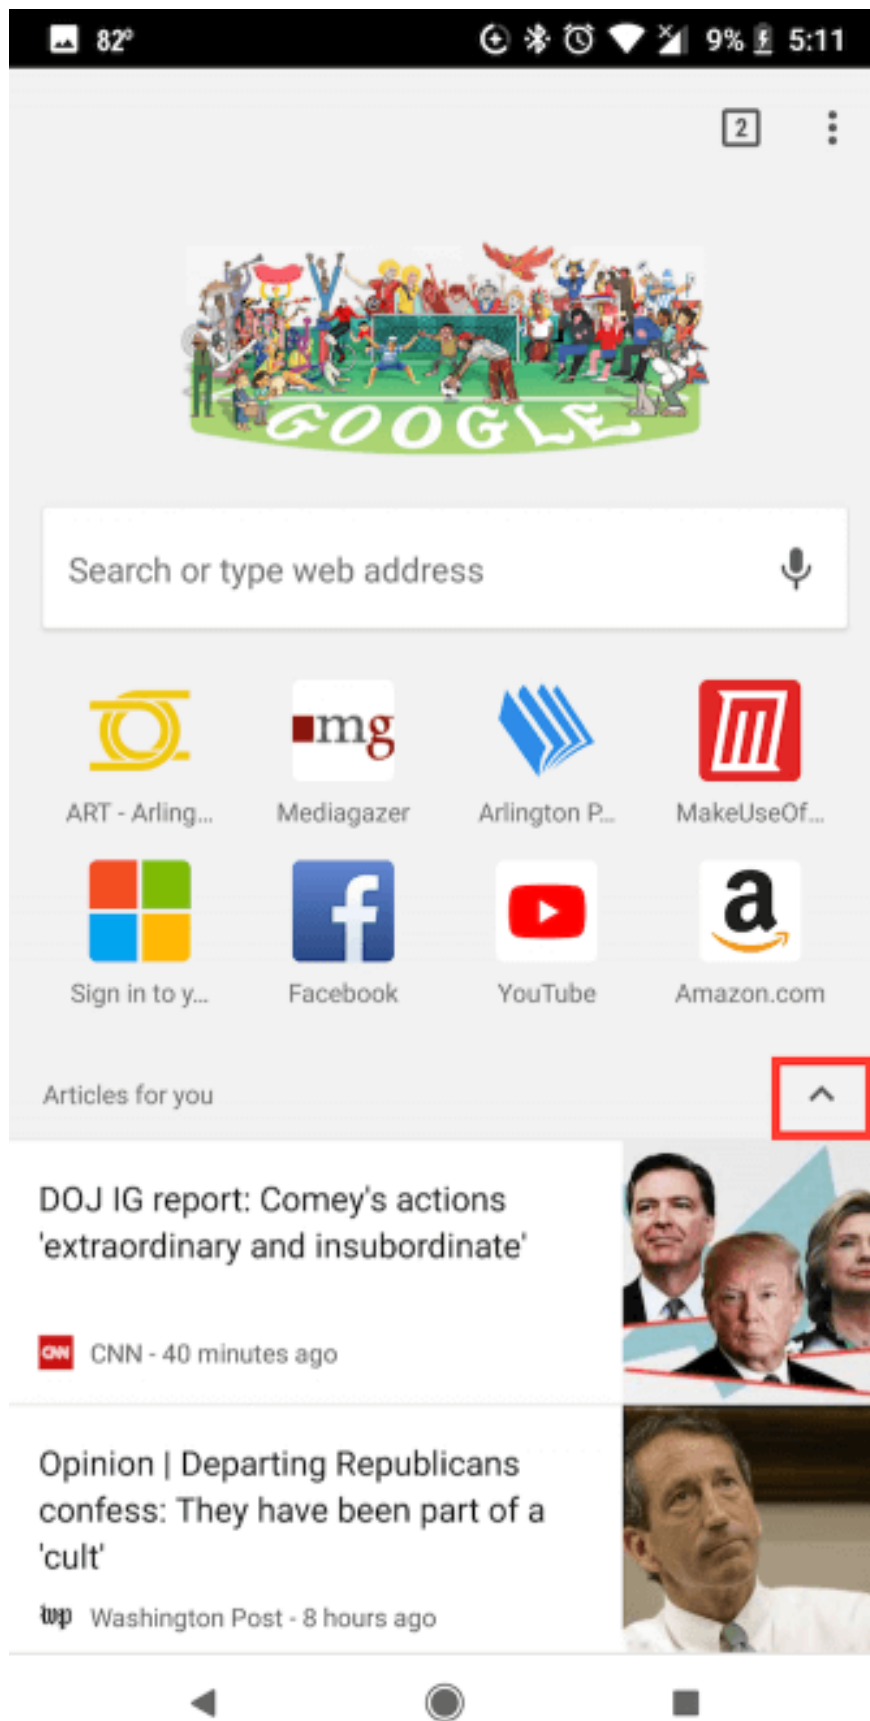 82°
9%
5:11
2
GOOGLE
Search or type web address
mg
ART - Arling...
Mediagazer
Arlington P...
MakeUseOf...
f
a
Sign in to y...
Facebook
YouTube
Amazon.com
Articles for you
DOJ IG report: Comey's actions
'extraordinary and insubordinate'
CNN
CNN - 40 minutes ago
Opinion | Departing Republicans
confess: They have been part of a
'cult'
wp
Washington Post - 8 hours ago